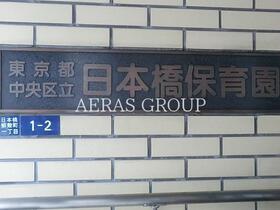 東京都
中央区立
日本橋保育園
AERAS GROUP
日本橋
蛎殻町
一丁目
1-2